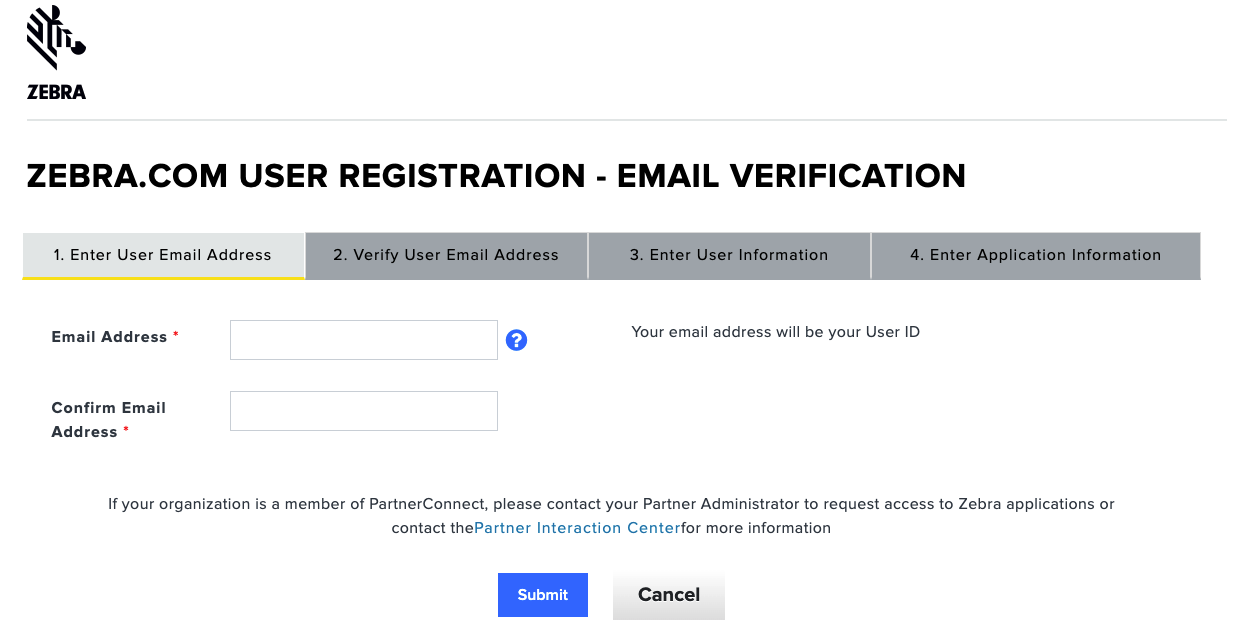 ZEBRA
ZEBRA.COM USER REGISTRATION - EMAIL VERIFICATION
1. Enter User Email Address
2. Verify User Email Address
3. Enter User Information
4. Enter Application Information
Email Address *
?
Your email address will be your User ID
Confirm Email
Address *
If your organization is a member of PartnerConnect, please contact your Partner Administrator to request access to Zebra applications or
contact thePartner Interaction Centerfor more information
Submit
Cancel